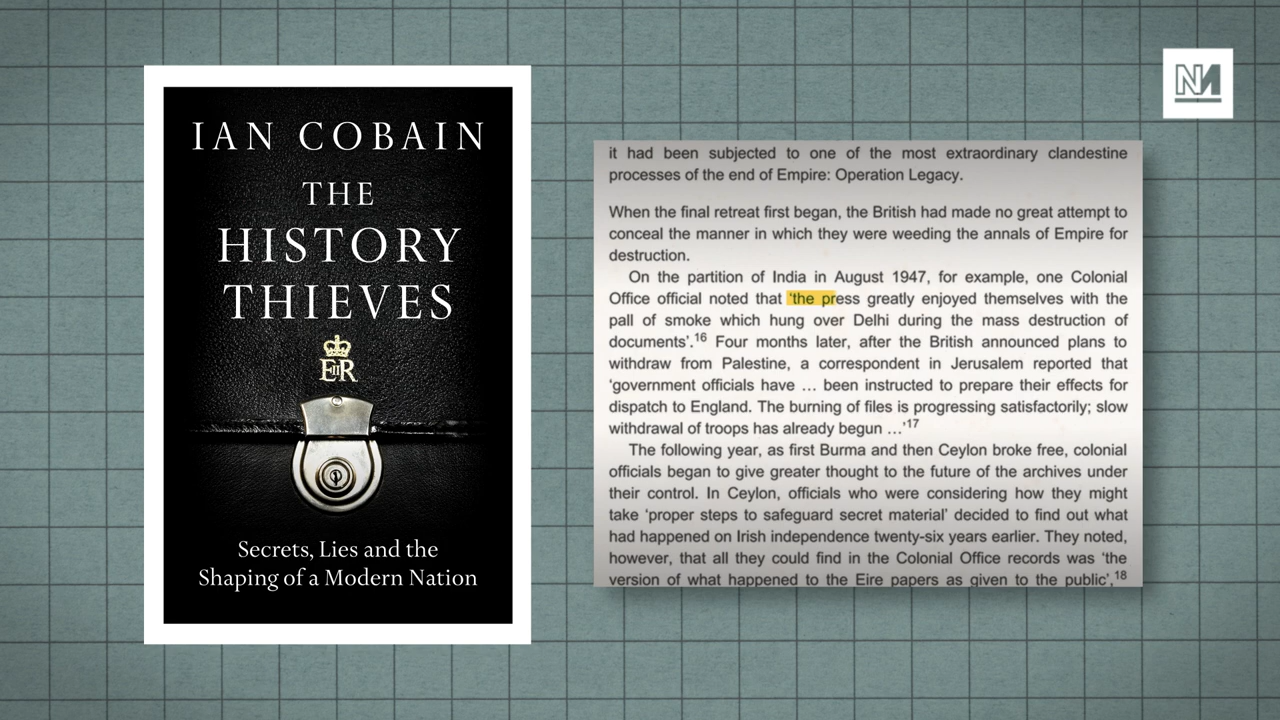 IAN COBAIN
THE
HISTORY
THIEVES
EIIR
Secrets, Lies and the
Shaping of a Modern Nation
NM
it had been subjected to one of the most extraordinary clandestine
processes of the end of Empire: Operation Legacy.
When the final retreat first began, the British had made no great attempt to
conceal the manner in which they were weeding the annals of Empire for
destruction.
On the partition of India in August 1947, for example, one Colonial
Office official noted that ‘the press greatly enjoyed themselves with the
pall of smoke which hung over Delhi during the mass destruction of
documents’.16 Four months later, after the British announced plans to
withdraw from Palestine, a correspondent in Jerusalem reported that
‘government officials have … been instructed to prepare their effects for
dispatch to England. The burning of files is progressing satisfactorily; slow
withdrawal of troops has already begun …’17
The following year, as first Burma and then Ceylon broke free, colonial
officials began to give greater thought to the future of the archives under
their control. In Ceylon, officials who were considering how they might
take ‘proper steps to safeguard secret material’ decided to find out what
had happened on Irish independence twenty-six years earlier. They noted,
however, that all they could find in the Colonial Office records was ‘the
version of what happened to the Eire papers as given to the public’,18